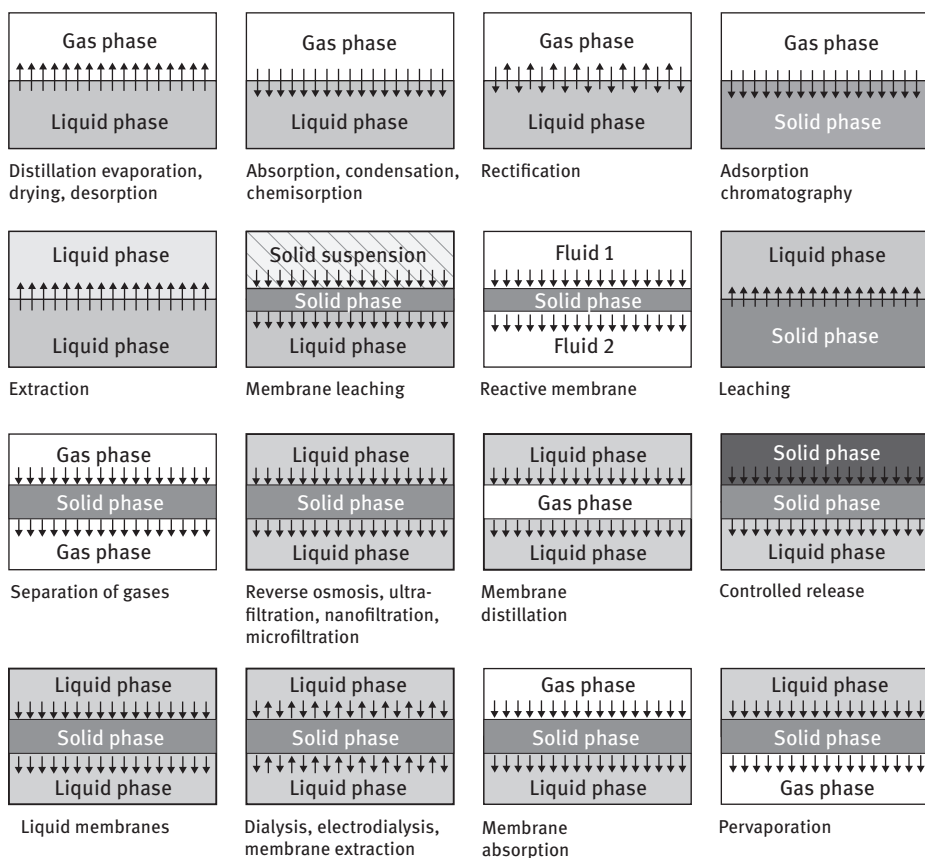 Gas phase
Liquid phase
Distillation evaporation,
drying, desorption
Gas phase
Liquid phase
Absorption, condensation,
chemisorption
Gas phase
Liquid phase
Rectification
Gas phase
Solid phase
Adsorption
chromatography
Liquid phase
Liquid phase
Extraction
Solid suspension
Solid phase
Liquid phase
Membrane leaching
Fluid 1
Solid phase
Fluid 2
Reactive membrane
Liquid phase
Solid phase
Leaching
Gas phase
Solid phase
Gas phase
Separation of gases
Liquid phase
Solid phase
Liquid phase
Reverse osmosis, ultra-
filtration, nanofiltration,
microfiltration
Liquid phase
Gas phase
Liquid phase
Membrane
distillation
Solid phase
Solid phase
Liquid phase
Controlled release
Liquid phase
Solid phase
Liquid phase
Liquid membranes
Liquid phase
Solid phase
Liquid phase
Dialysis, electrodialysis,
membrane extraction
Gas phase
Solid phase
Liquid phase
Membrane
absorption
Liquid phase
Solid phase
Gas phase
Pervaporation